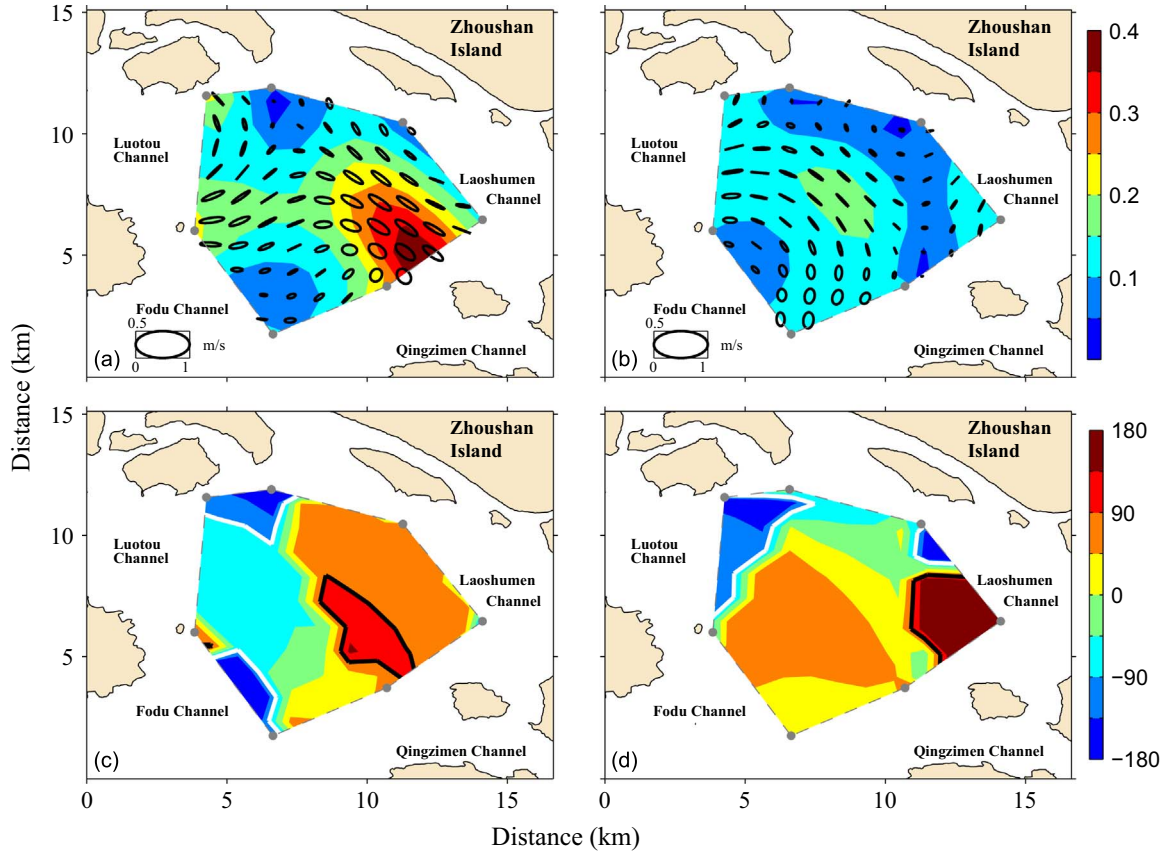 15
10
5
0
Zhoushan
Island
Luotou
Channel
Laoshumen
Channel
Fodu Channel
0.5
m/s
0 1
(a)
Qingzimen Channel
Zhoushan
Island
Luotou
Channel
Laoshumen
Channel
Fodu Channel
0.5
m/s
0 1
(b)
Qingzimen Channel
0.4
0.3
0.2
0.1
Distance (km)
15
10
5
0
Zhoushan
Island
Luotou
Channel
Laoshumen
Channel
Fodu Channel
(c)
Qingzimen Channel
0 5 10 15
Zhoushan
Island
Luotou
Channel
Laoshumen
Channel
Fodu Channel
(d)
Qingzimen Channel
0 5 10 15
180
90
0
−90
−180
Distance (km)